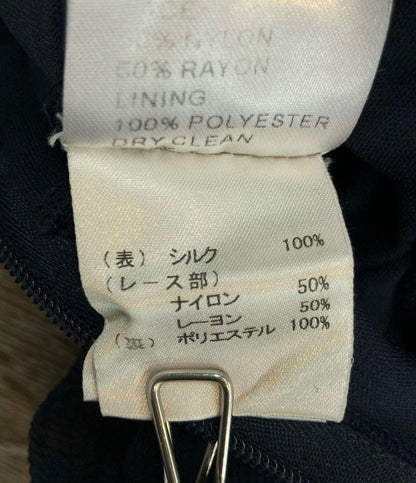 % NYLON
50% RAYON
LINING
100% POLYESTER
DRY CLEAN
(表) シルク 100%
(レース部)
ナイロン 50%
レーヨン 50%
(裏) ポリエステル 100%